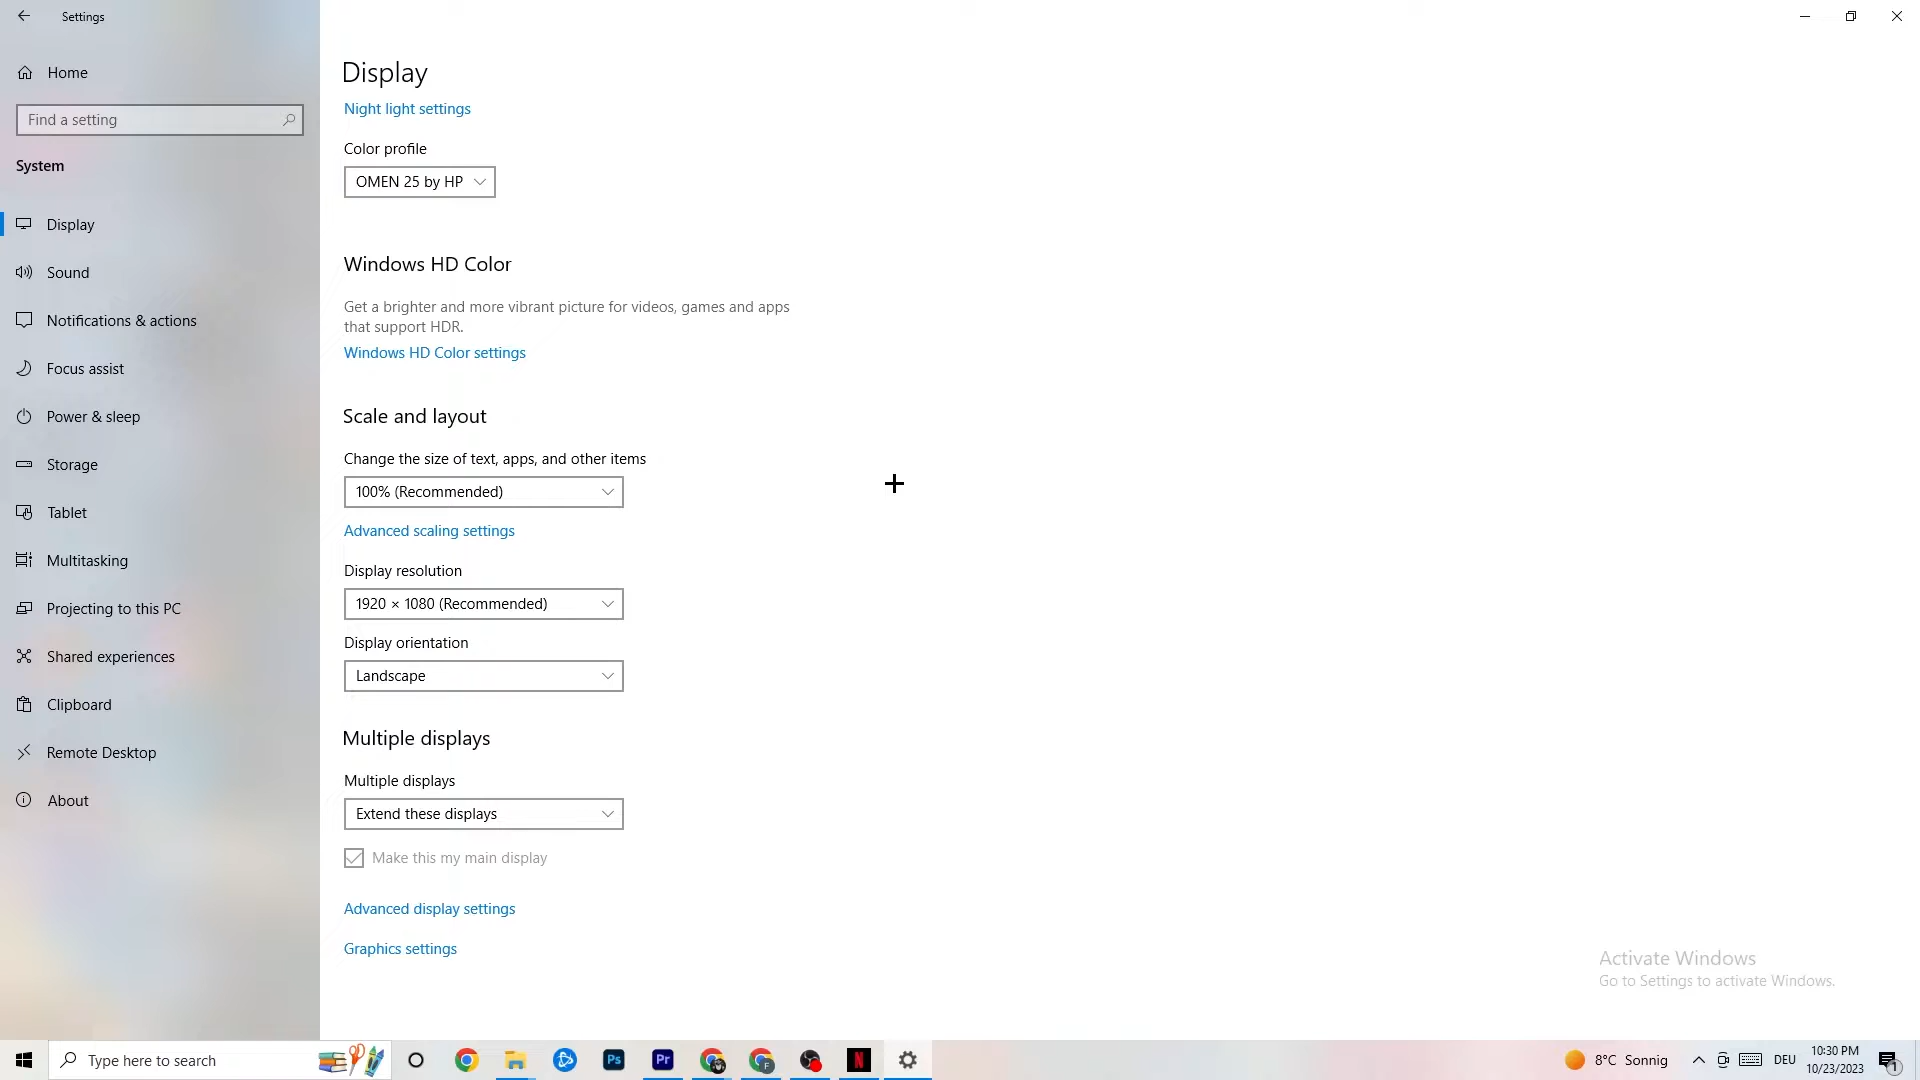 Settings
Home
Find a setting
System
Display
Sound
Notifications & actions
Focus assist
Power & sleep
Storage
Tablet
Multitasking
Projecting to this PC
Shared experiences
Clipboard
Remote Desktop
About
Display
Night light settings
Color profile
OMEN 25 by HP
Windows HD Color
Get a brighter and more vibrant picture for videos, games and apps
that support HDR.
Windows HD Color settings
Scale and layout
Change the size of text, apps, and other items
100% (Recommended)
Advanced scaling settings
Display resolution
1920 × 1080 (Recommended)
Display orientation
Landscape
Multiple displays
Multiple displays
Extend these displays
Make this my main display
Advanced display settings
Graphics settings
Activate Windows
Go to Settings to activate Windows.
Type here to search
Ps
Pr
F
N
8°C Sonnig
DEU
10:30 PM
10/23/2023
1